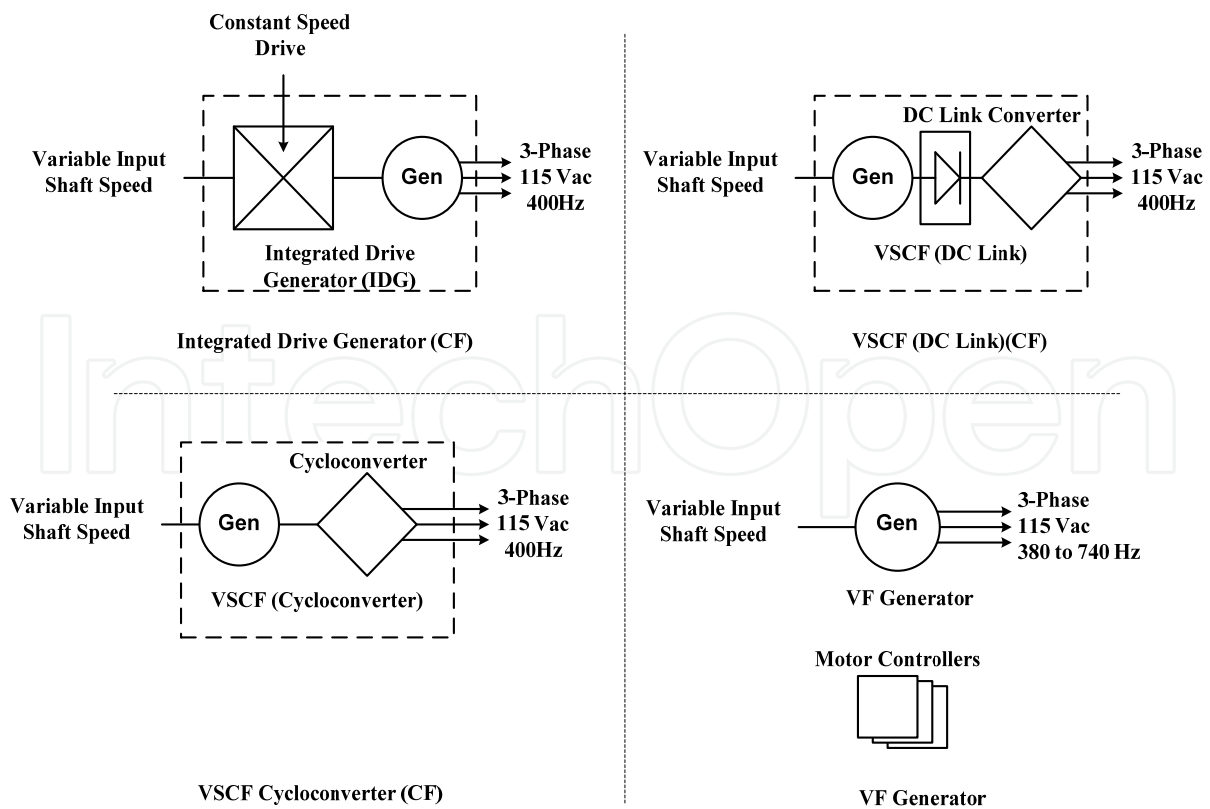 Constant Speed
Drive
Variable Input
Shaft Speed
Gen
3-Phase
115 Vac
400Hz
Integrated Drive
Generator (IDG)
Integrated Drive Generator (CF)
DC Link Converter
Variable Input
Shaft Speed
Gen
3-Phase
115 Vac
400Hz
VSCF (DC Link)
VSCF (DC Link)(CF)
IntechOpen
Cycloconverter
Variable Input
Shaft Speed
Gen
3-Phase
115 Vac
400Hz
VSCF (Cycloconverter)
VSCF Cycloconverter (CF)
Variable Input
Shaft Speed
Gen
3-Phase
115 Vac
380 to 740 Hz
VF Generator
Motor Controllers
VF Generator